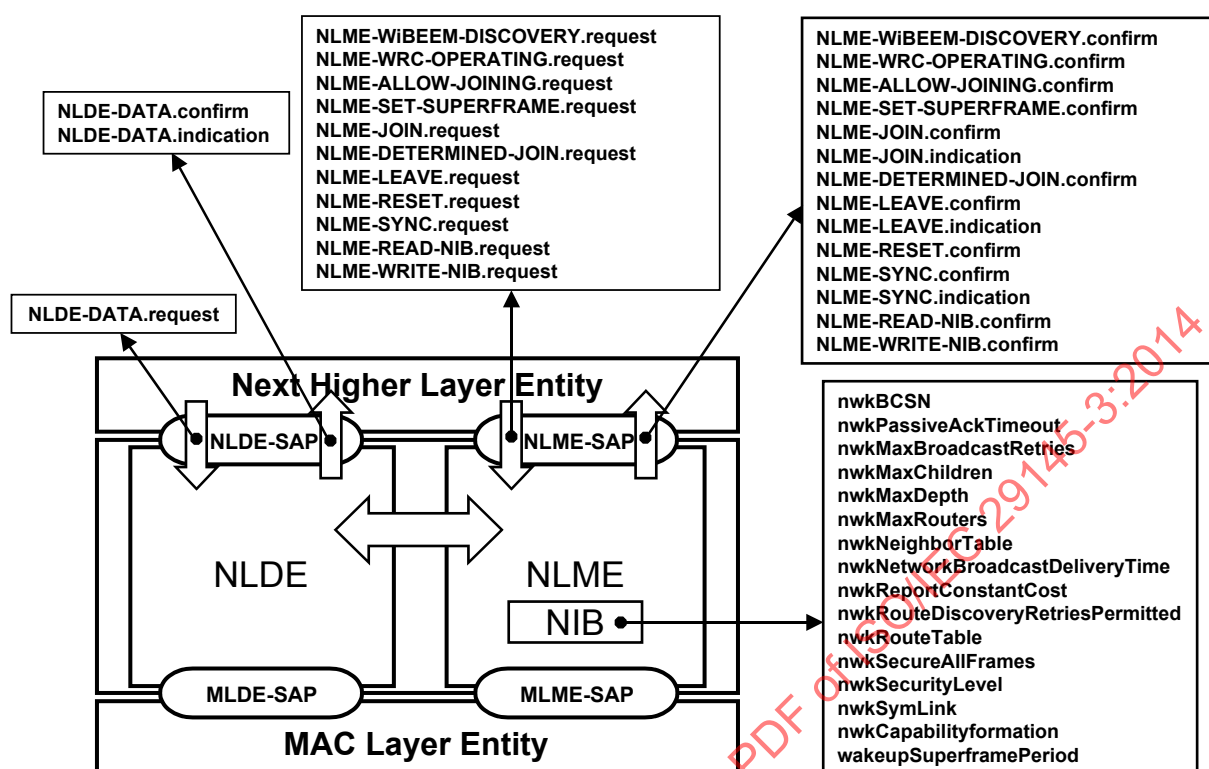 NLME-WiBEEM-DISCOVERY.request
NLME-WRC-OPERATING.request
NLME-ALLOW-JOINING.request
NLME-SET-SUPERFRAME.request
NLME-JOIN.request
NLME-DETERMINED-JOIN.request
NLME-LEAVE.request
NLME-RESET.request
NLME-SYNC.request
NLME-READ-NIB.request
NLME-WRITE-NIB.request
NLME-WiBEEM-DISCOVERY.confirm
NLME-WRC-OPERATING.confirm
NLME-ALLOW-JOINING.confirm
NLME-SET-SUPERFRAME.confirm
NLME-JOIN.confirm
NLME-JOIN.indication
NLME-DETERMINED-JOIN.confirm
NLME-LEAVE.confirm
NLME-LEAVE.indication
NLME-RESET.confirm
NLME-SYNC.confirm
NLME-SYNC.indication
NLME-READ-NIB.confirm
NLME-WRITE-NIB.confirm
NLDE-DATA.confirm
NLDE-DATA.indication
NLDE-DATA.request
Next Higher Layer Entity
NLDE-SAP
NLME-SAP
NLDE
NLME
NIB
MLDE-SAP
MLME-SAP
MAC Layer Entity
nwkBCSN
nwkPassiveAckTimeout
nwkMaxBroadcastRetries
nwkMaxChildren
nwkMaxDepth
nwkMaxRouters
nwkNeighborTable
nwkNetworkBroadcastDeliveryTime
nwkReportConstantCost
nwkRouteDiscoveryRetriesPermitted
nwkRouteTable
nwkSecureAllFrames
nwkSecurityLevel
nwkSymLink
nwkCapabilityformation
wakeupSuperframePeriod
PDF of ISO/IEC 29145-3:2014